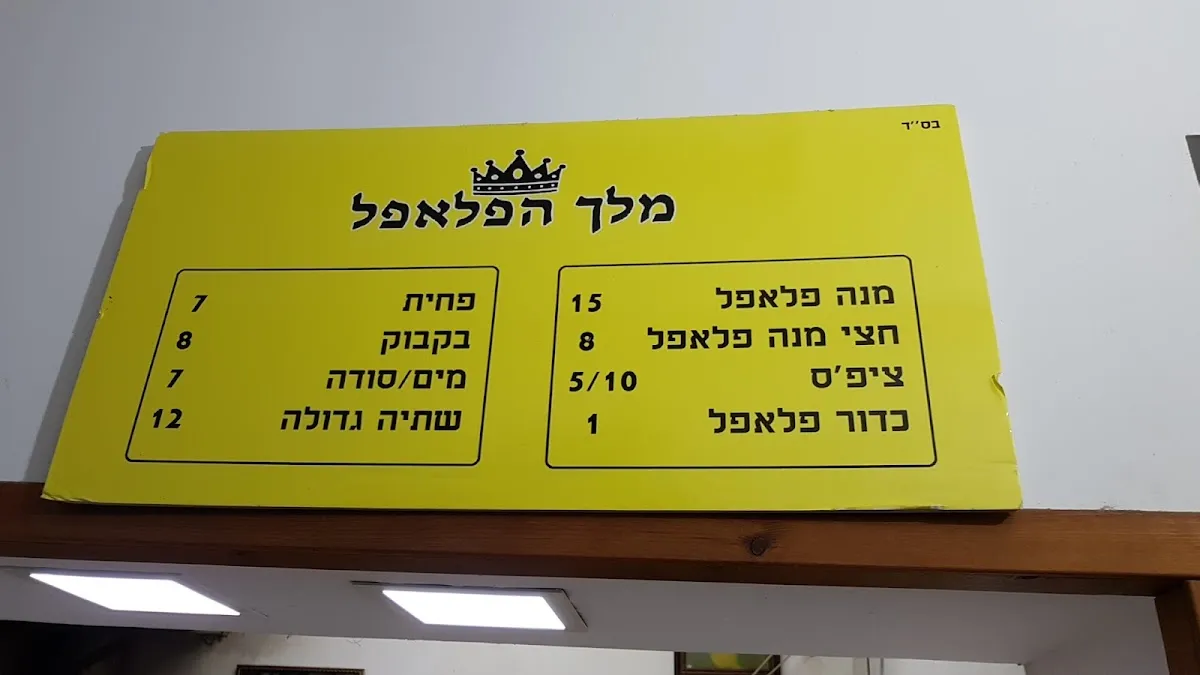 בס''ד
מלך הפלאפל
מנה פלאפל 15
חצי מנה פלאפל 8
ציפ'ס 5/10
כדור פלאפל 1
פחית 7
בקבוק 8
מים/סודה 7
שתיה גדולה 12